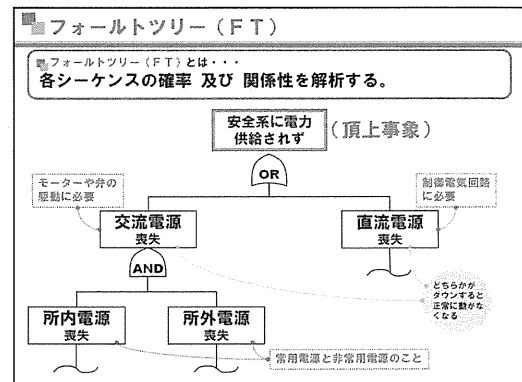 フォールトツリー（FT）
フォールトツリー（FT）とは・・・
各シーケンスの確率 及び 関係性を解析する。
安全系に電力
供給されず
（頂上事象）
OR
モーターや弁の
駆動に必要
制御電気回路
に必要
交流電源
喪失
直流電源
喪失
AND
どちらかが
ダウンすると
正常に動かな
くなる
所内電源
喪失
所外電源
喪失
常用電源と非常用電源のこと